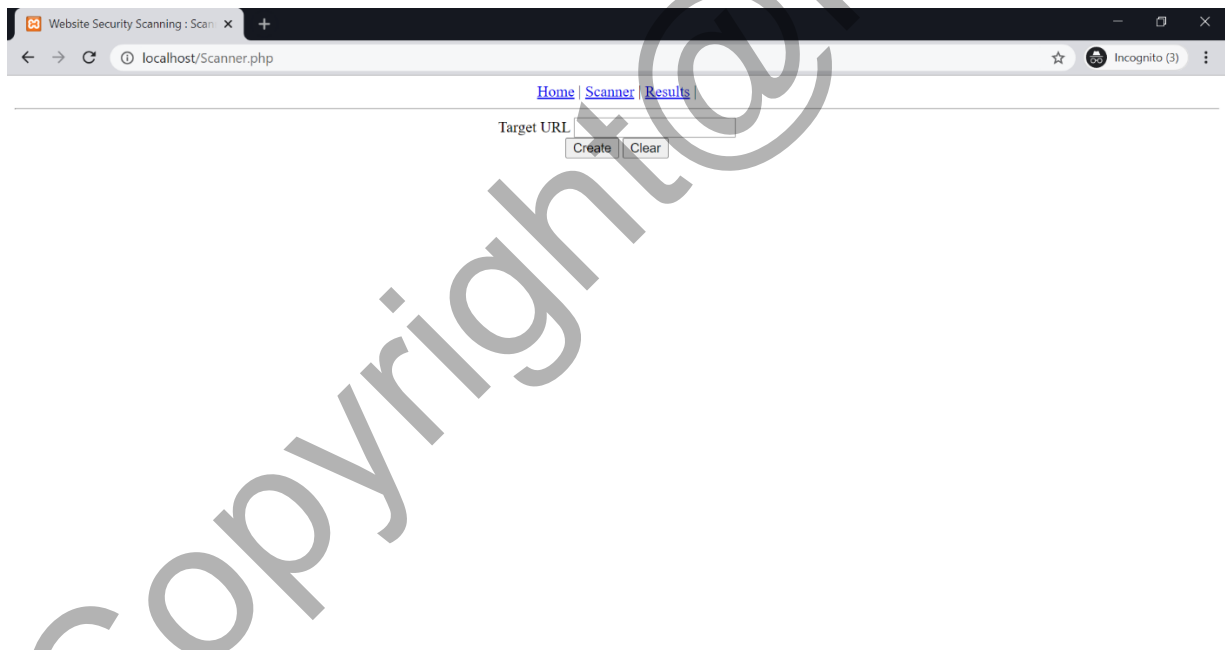 Website Security Scanning : Scan
localhost/Scanner.php
Incognito (3)
Home | Scanner | Results |
Target URL
Create Clear
Copyright@